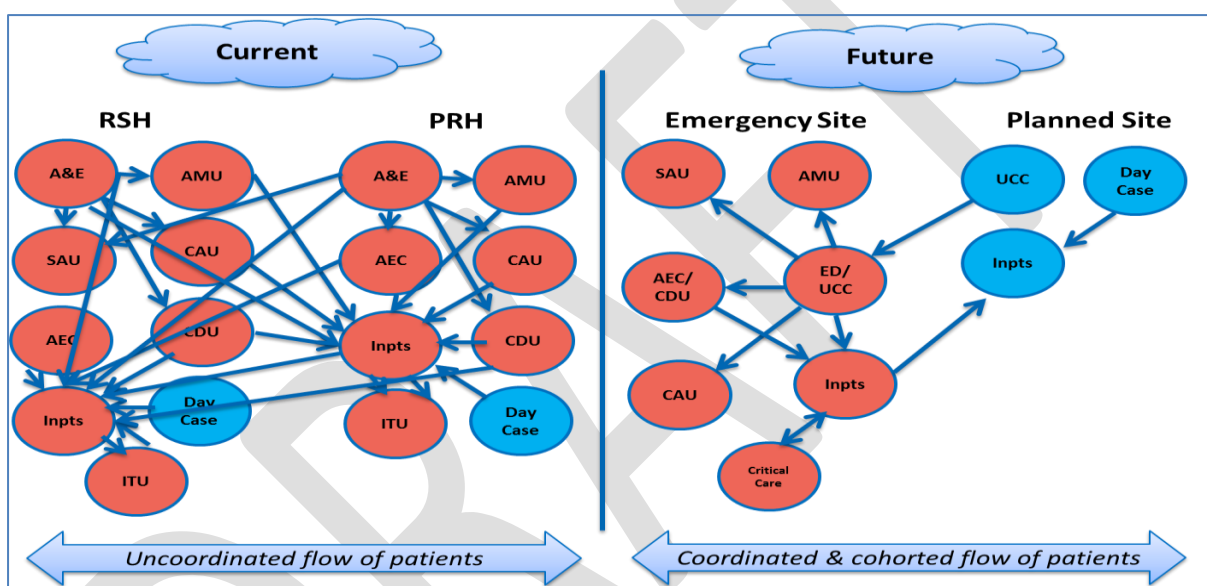 Current
Future
RSH
PRH
Emergency Site
Planned Site
A&E
AMU
A&E
AMU
SAU
AMU
UCC
Day
Case
SAU
CAU
AEC
CAU
AEC/
CDU
ED/
UCC
Inpts
AEC
CDU
Inpts
CDU
CAU
Inpts
Inpts
Day
Case
ITU
Day
Case
ITU
Critical
Care
Uncoordinated flow of patients
Coordinated & cohorted flow of patients
DRAFT